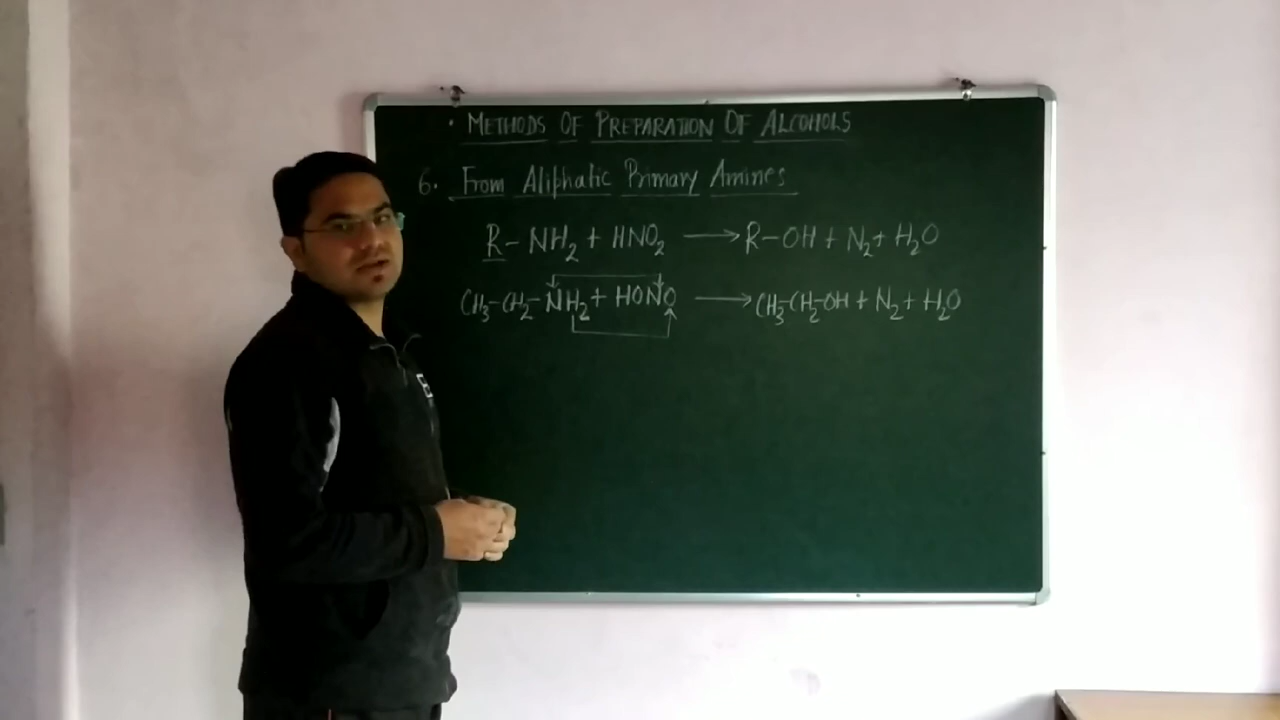 • METHODS OF PREPARATION OF ALCOHOLS
6. From Aliphatic Primary Amines
R-NH₂ + HNO₂ → R-OH + N₂ + H₂O
CH₃-CH₂-NH₂ + HONO → CH₃-CH₂-OH + N₂ + H₂O